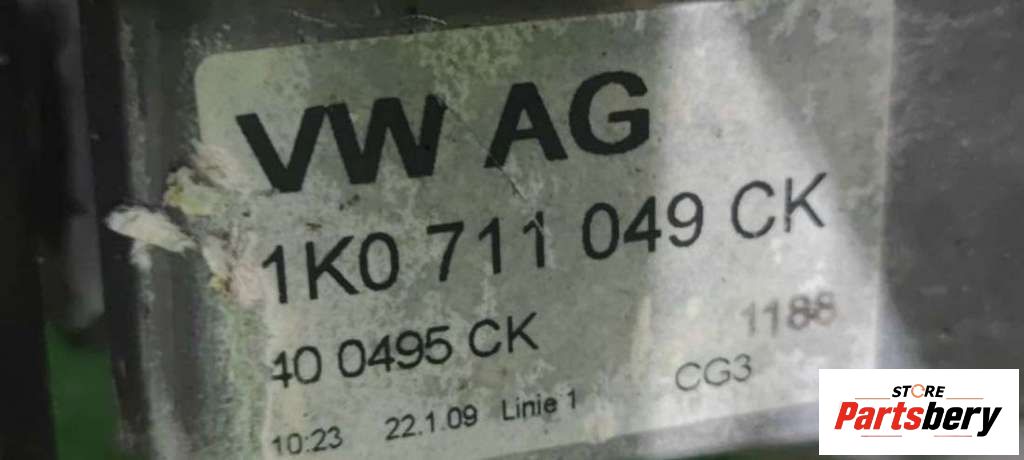 VW AG
1K0 711 049 CK
40 0495 CK
1188
CG3
10:23 22.1.09 Linie 1
STORE
Partsbery